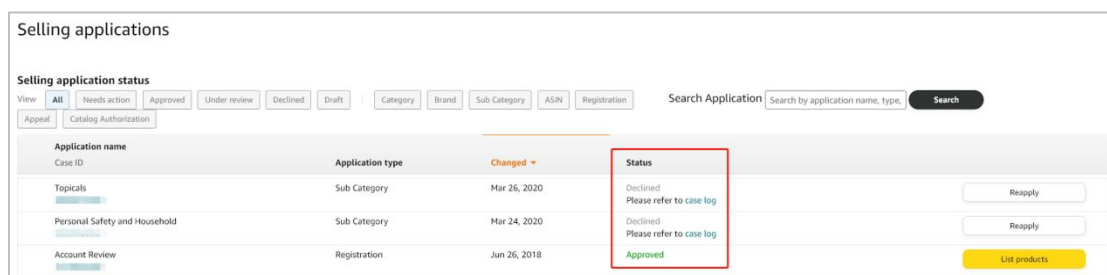 Selling applications
Selling application status
View All Needs action Approved Under review Declined Draft Category Brand Sub Category ASIN Registration Search Application Search by application name, type, Search
Appeal Catalog Authorization
Application name
Case ID Application type Changed Status
Topicals Sub Category Mar 26, 2020 Declined Reapply
Please refer to case log
Personal Safety and Household Sub Category Mar 24, 2020 Declined Reapply
Please refer to case log
Account Review Registration Jun 26, 2018 Approved List products